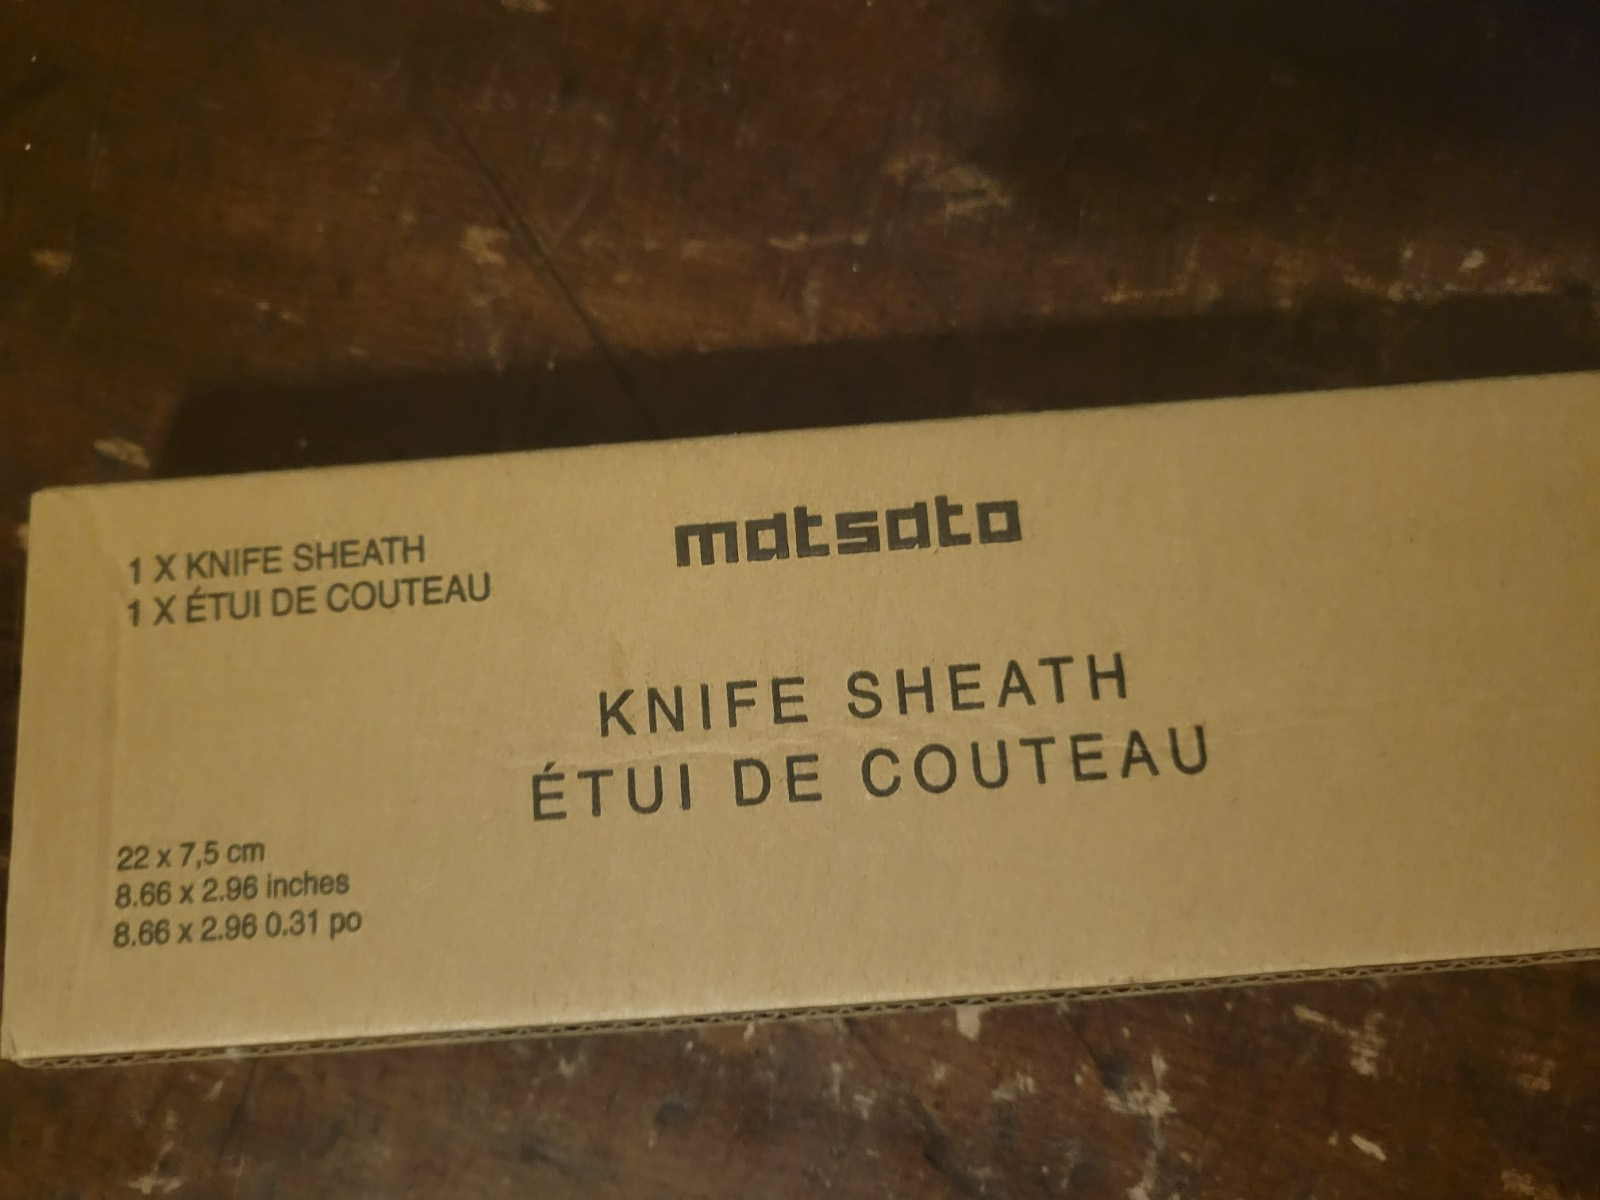 matsato
1 X KNIFE SHEATH
1 X ÉTUI DE COUTEAU
KNIFE SHEATH
ÉTUI DE COUTEAU
22 x 7,5 cm
8.66 x 2.96 inches
8.66 x 2.96 0.31 po